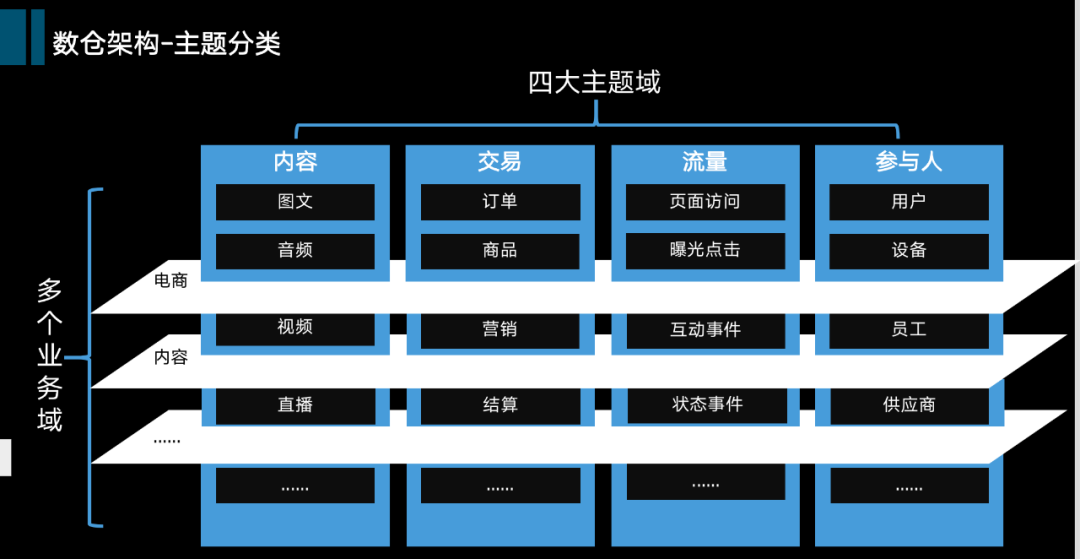 数仓架构-主题分类
四大主题域
内容 交易 流量 参与人
图文 订单 页面访问 用户
音频 商品 曝光点击 设备
电商
视频 营销 互动事件 员工
内容
直播 结算 状态事件 供应商
......
...... ...... ...... ......
多个业务域